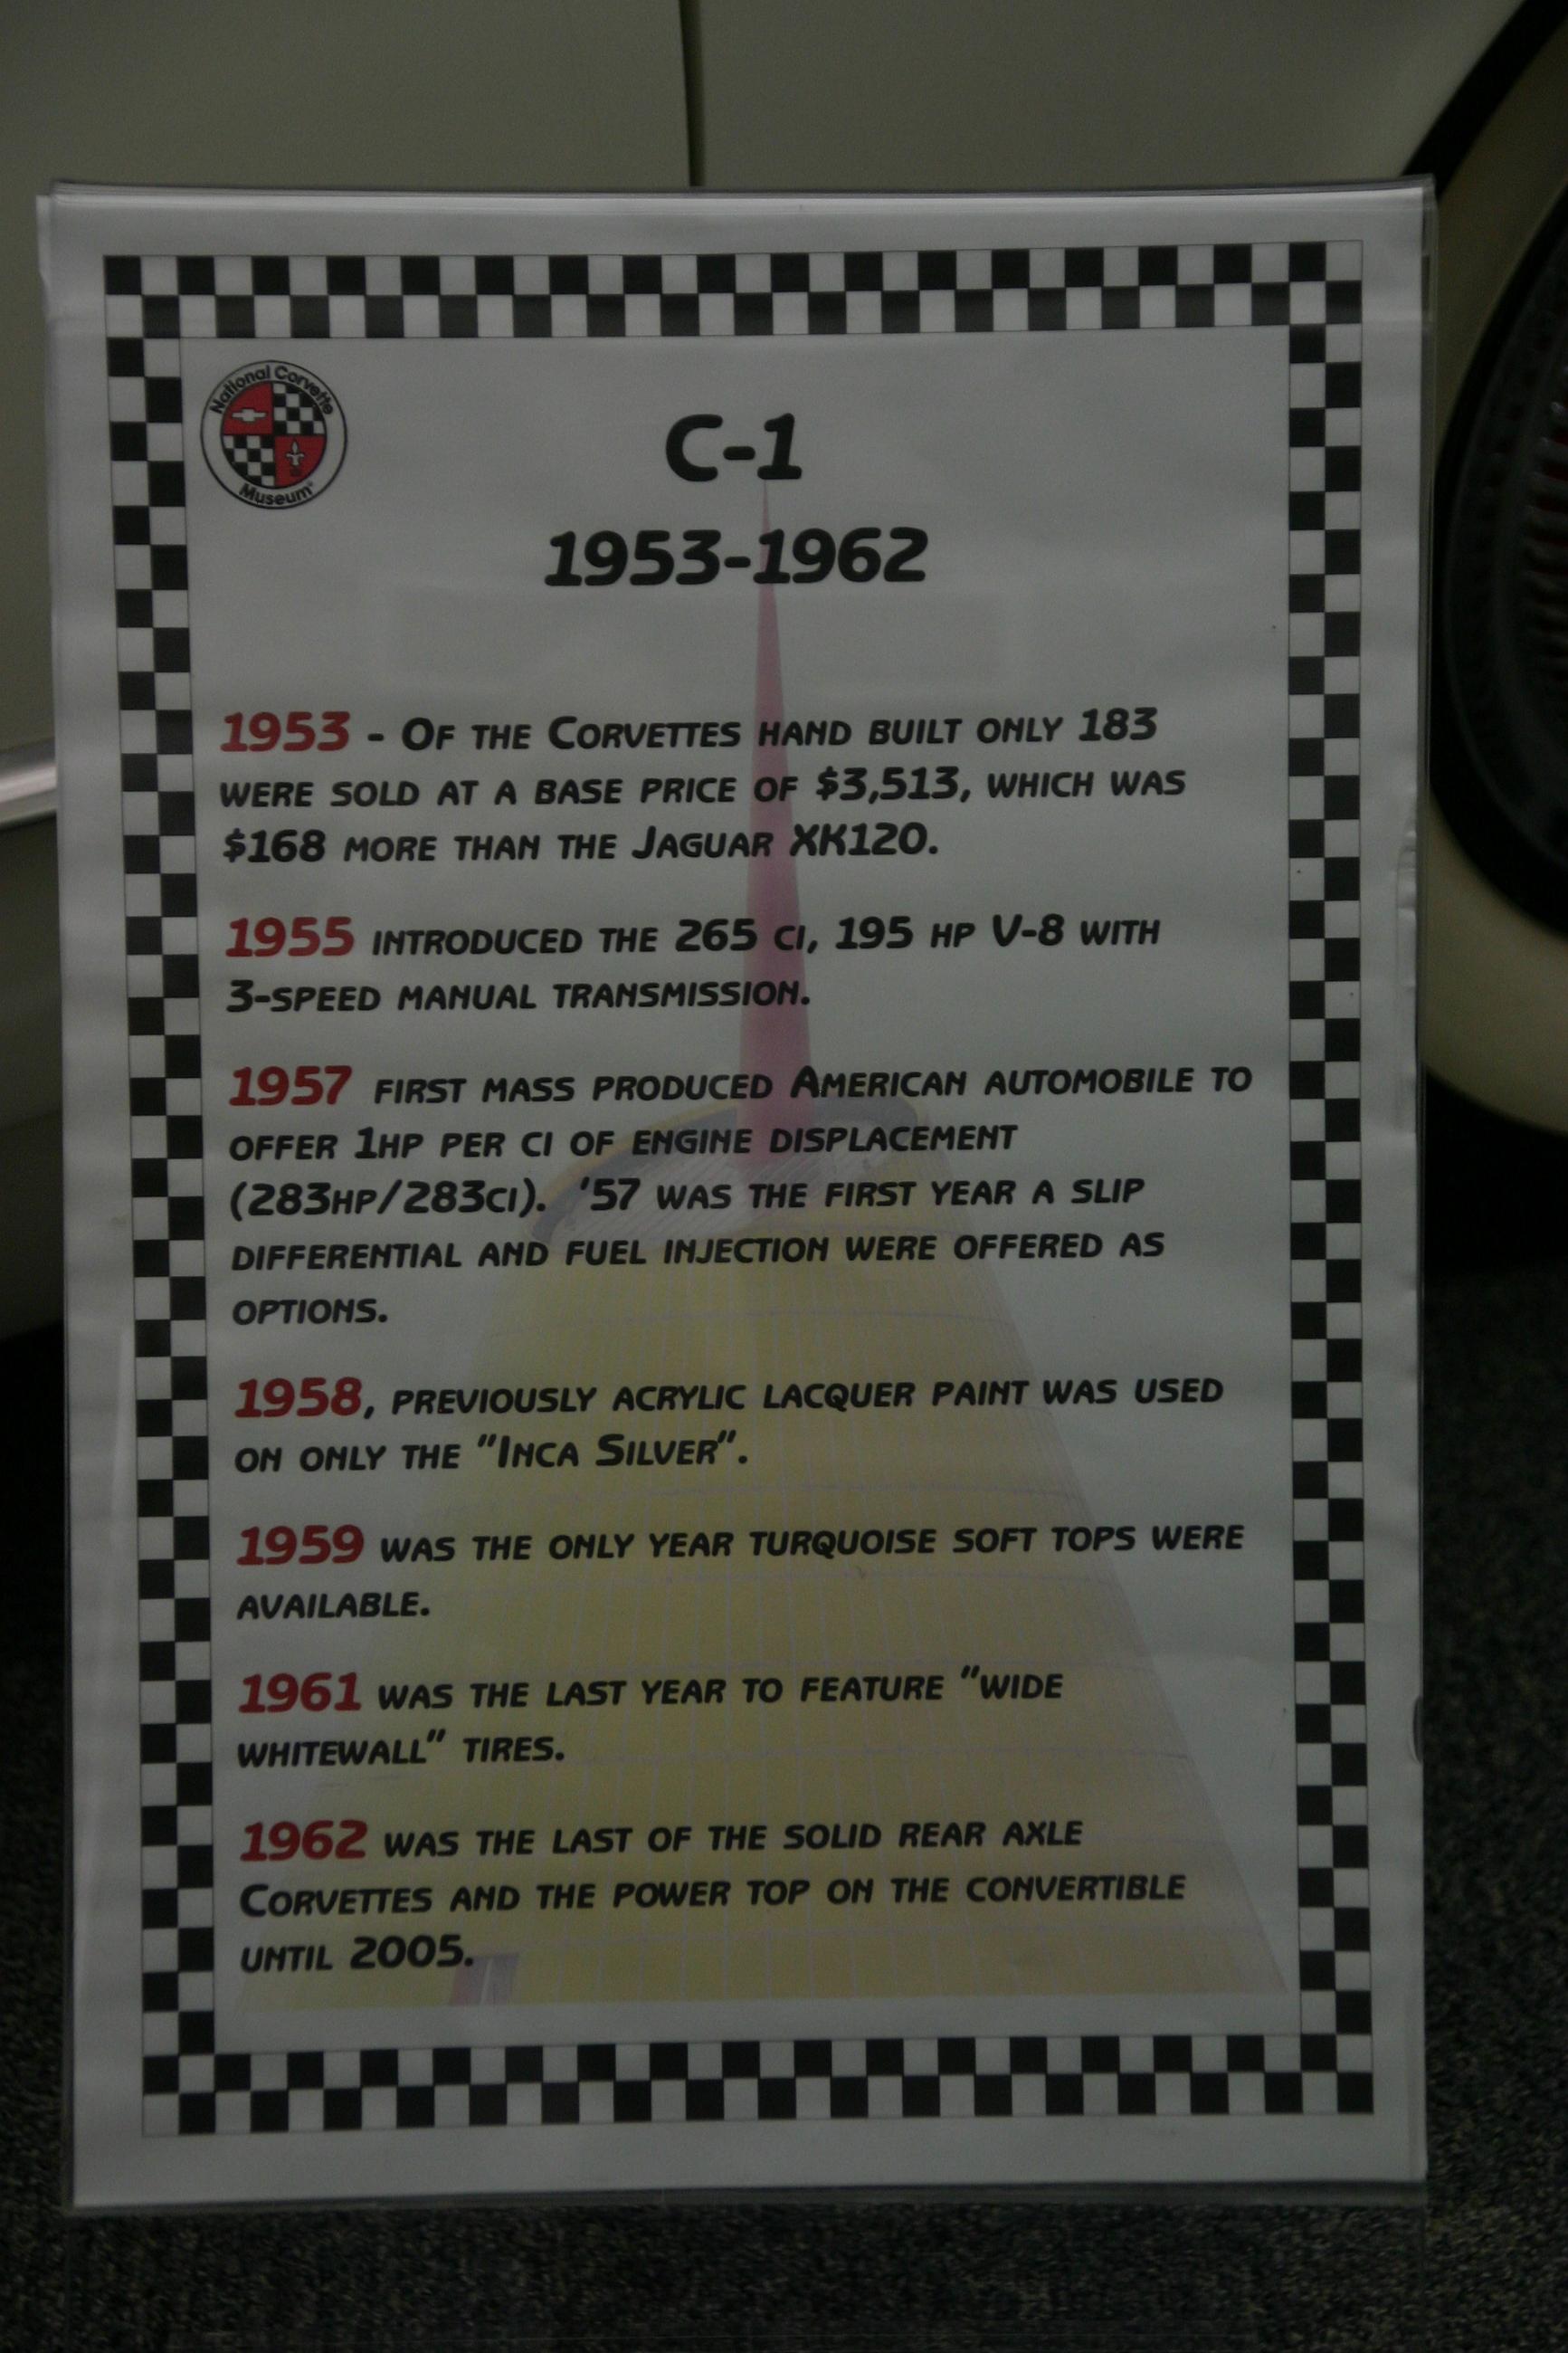 National Corvette
Museum
C-1
1953-1962
1953 - Of the Corvettes hand built only 183
were sold at a base price of $3,513, which was
$168 more than the Jaguar XK120.
1955 introduced the 265 ci, 195 hp V-8 with
3-speed manual transmission.
1957 first mass produced American automobile to
offer 1hp per ci of engine displacement
(283hp/283ci). '57 was the first year a slip
differential and fuel injection were offered as
options.
1958, previously acrylic lacquer paint was used
on only the "Inca Silver".
1959 was the only year turquoise soft tops were
available.
1961 was the last year to feature "wide
whitewall" tires.
1962 was the last of the solid rear axle
Corvettes and the power top on the convertible
until 2005.